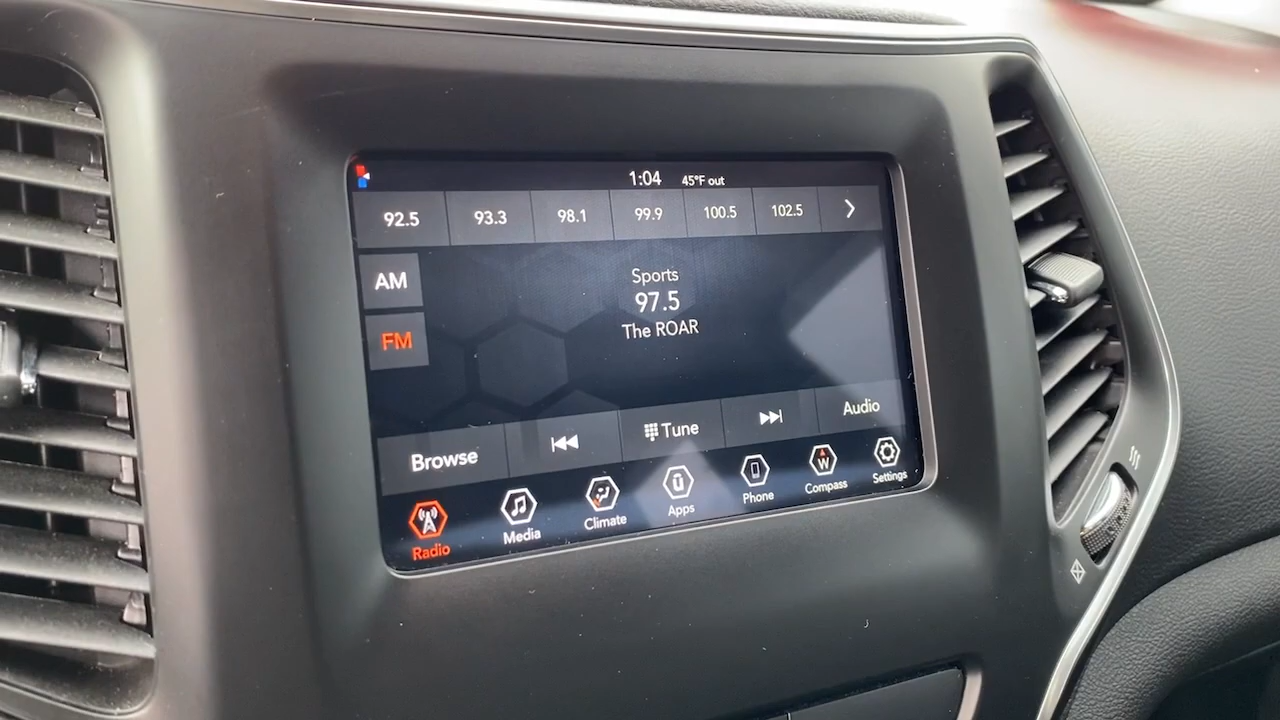 1:04 45°F out
92.5 93.3 98.1 99.9 100.5 102.5
AM
Sports
97.5
FM
The ROAR
Browse Tune Audio
Radio Media Climate Apps Phone W Compass Settings